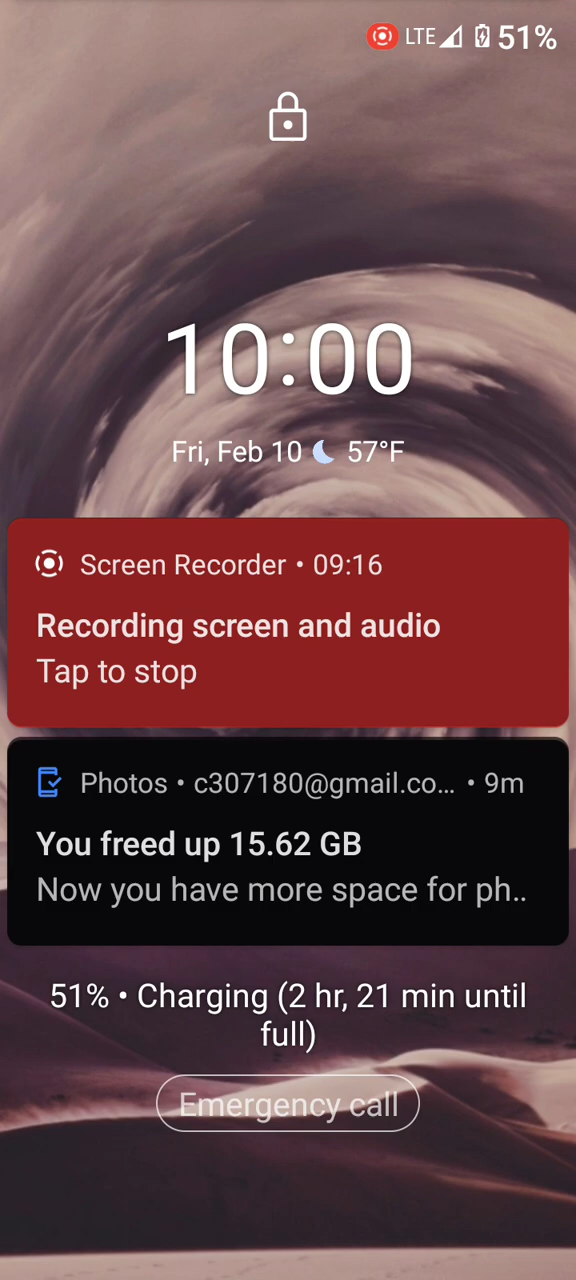 LTE 51%
10:00
Fri, Feb 10 57°F
Screen Recorder • 09:16
Recording screen and audio
Tap to stop
Photos • c307180@gmail.co… • 9m
You freed up 15.62 GB
Now you have more space for ph..
51% • Charging (2 hr, 21 min until
full)
Emergency call